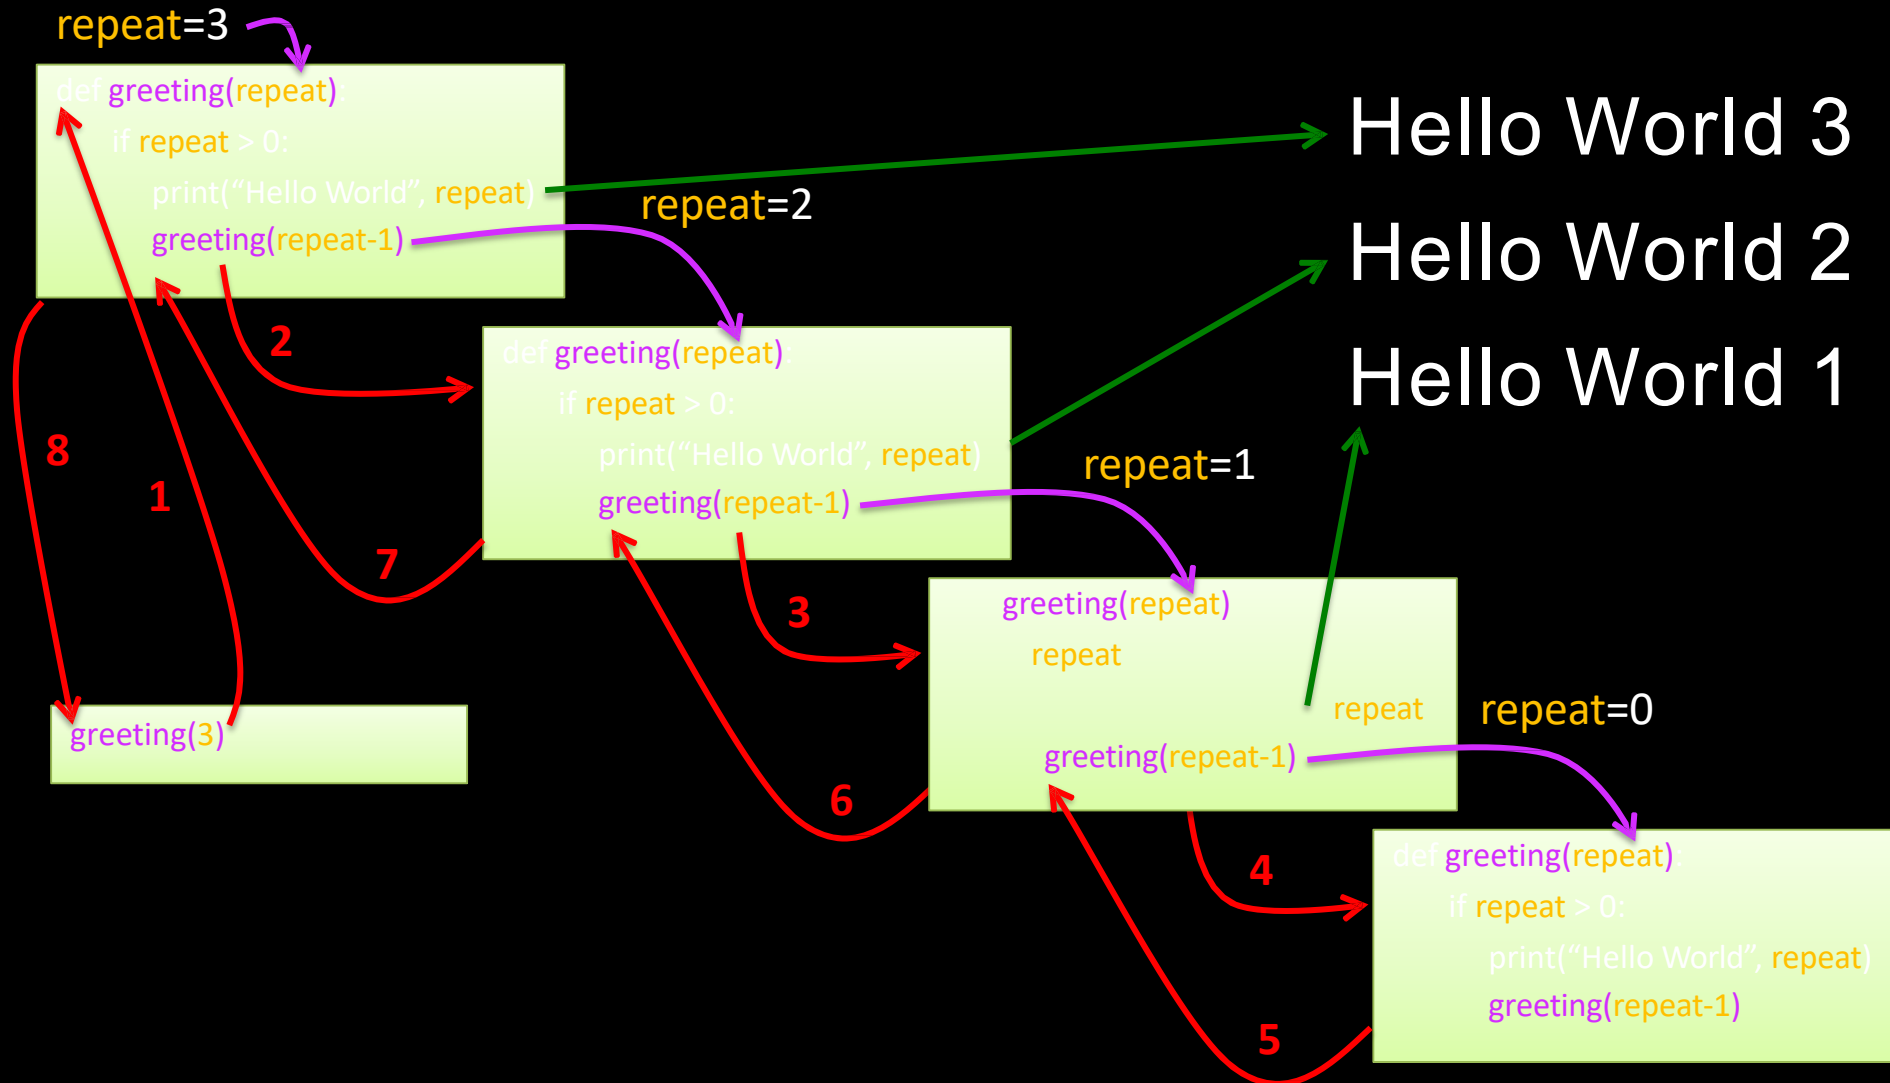 repeat=3
def greeting(repeat):
if repeat > 0:
print(“Hello World”, repeat)
greeting(repeat-1)
Hello World 3
repeat=2
Hello World 2
2
def greeting(repeat):
if repeat > 0:
print(“Hello World”, repeat)
greeting(repeat-1)
Hello World 1
8
1
7
repeat=1
3
greeting(repeat)
repeat
repeat
greeting(repeat-1)
greeting(3)
6
repeat=0
4
def greeting(repeat):
if repeat > 0:
print(“Hello World”, repeat)
greeting(repeat-1)
5